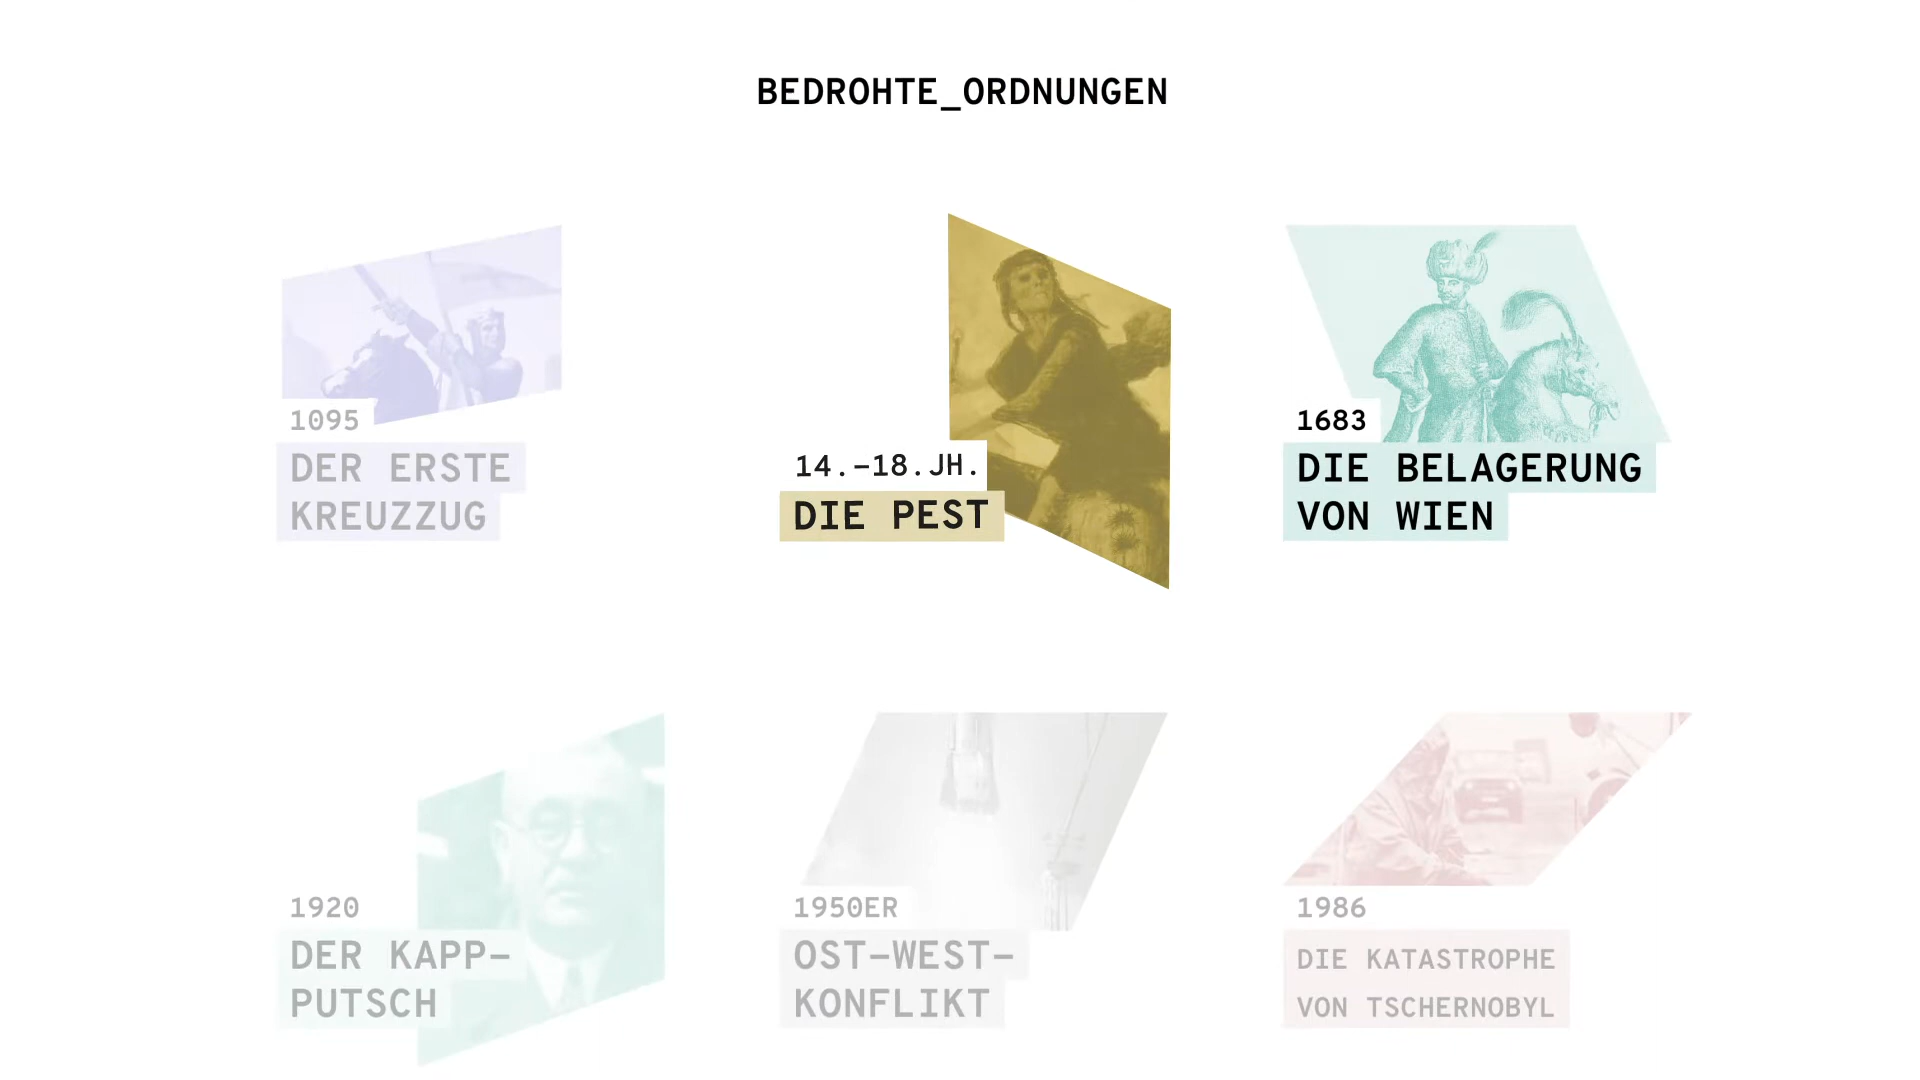 BEDROHTE_ORDNUNGEN
1095
DER ERSTE
KREUZZUG
14.–18.JH.
DIE PEST
1683
DIE BELAGERUNG
VON WIEN
1920
DER KAPP–
PUTSCH
1950ER
OST–WEST–
KONFLIKT
1986
DIE KATASTROPHE
VON TSCHERNOBYL